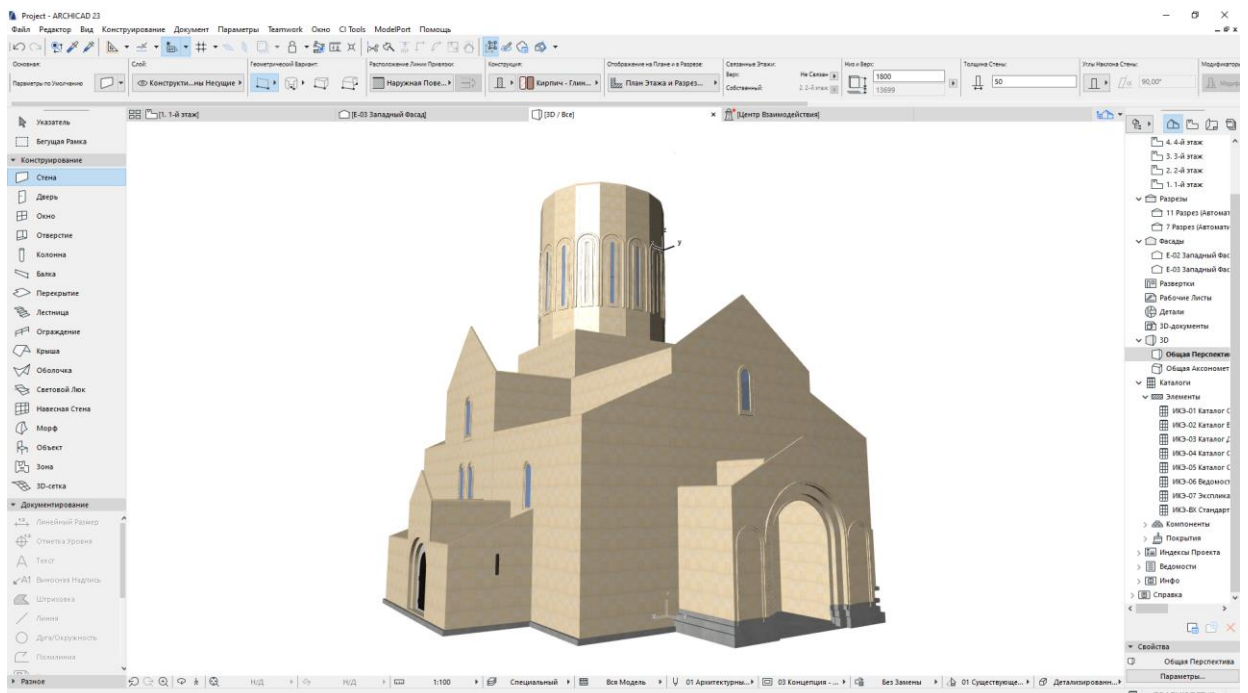 Project - ARCHICAD 23
Файл Редактор Вид Конструирование Документ Параметры Teamwork Окно CI Tools ModelPort Помощь
Основная: Слой: Геометрический Вариант: Расположение Линии Привязки: Конструкция: Отображение на Плане и в Разрезе: Связанные Этажи: Низ и Верх: Толщина Стены: Углы Наклона Стены: Модификаторы
Параметры по Умолчанию Конструкти...ны Несущие Наружная Пове... Кирпич - Глин... План Этажа и Разрез... Верх: Не Связан 1800 50 90,00°
Собственный: 2. 2-й этаж 13699
[1. 1-й этаж] [E-03 Западный Фасад] [3D / Все] [Центр Взаимодействия]
Указатель
Бегущая Рамка
Конструирование
Стена
Дверь
Окно
Отверстие
Колонна
Балка
Перекрытие
Лестница
Ограждение
Крыша
Оболочка
Световой Люк
Навесная Стена
Морф
Объект
Зона
3D-сетка
Документирование
Линейный Размер
Отметка Уровня
Текст
A1 Выносная Надпись
Штриховка
Линия
Дуга/Окружность
Полилиния
Разное
z
y
4. 4-й этаж
3. 3-й этаж
2. 2-й этаж
1. 1-й этаж
Разрезы
11 Разрез (Автомат
7 Разрез (Автомати
Фасады
E-02 Западный Фас
E-03 Западный Фас
Развертки
Рабочие Листы
Детали
3D-документы
3D
Общая Перспекти
Общая Аксономет
Каталоги
Элементы
ИКЭ-01 Каталог С
ИКЭ-02 Каталог Е
ИКЭ-03 Каталог Д
ИКЭ-04 Каталог С
ИКЭ-05 Каталог С
ИКЭ-06 Ведомост
ИКЭ-07 Эксплика
ИКЭ-ВХ Стандарт
Компоненты
Покрытия
Индексы Проекта
Ведомости
Инфо
Справка
Свойства
Общая Перспектива
Параметры...
Н/Д Н/Д 1:100 Специальный Вся Модель 01 Архитектурны... 03 Концепция - ... Без Замены 01 Существующе... Детализированн...